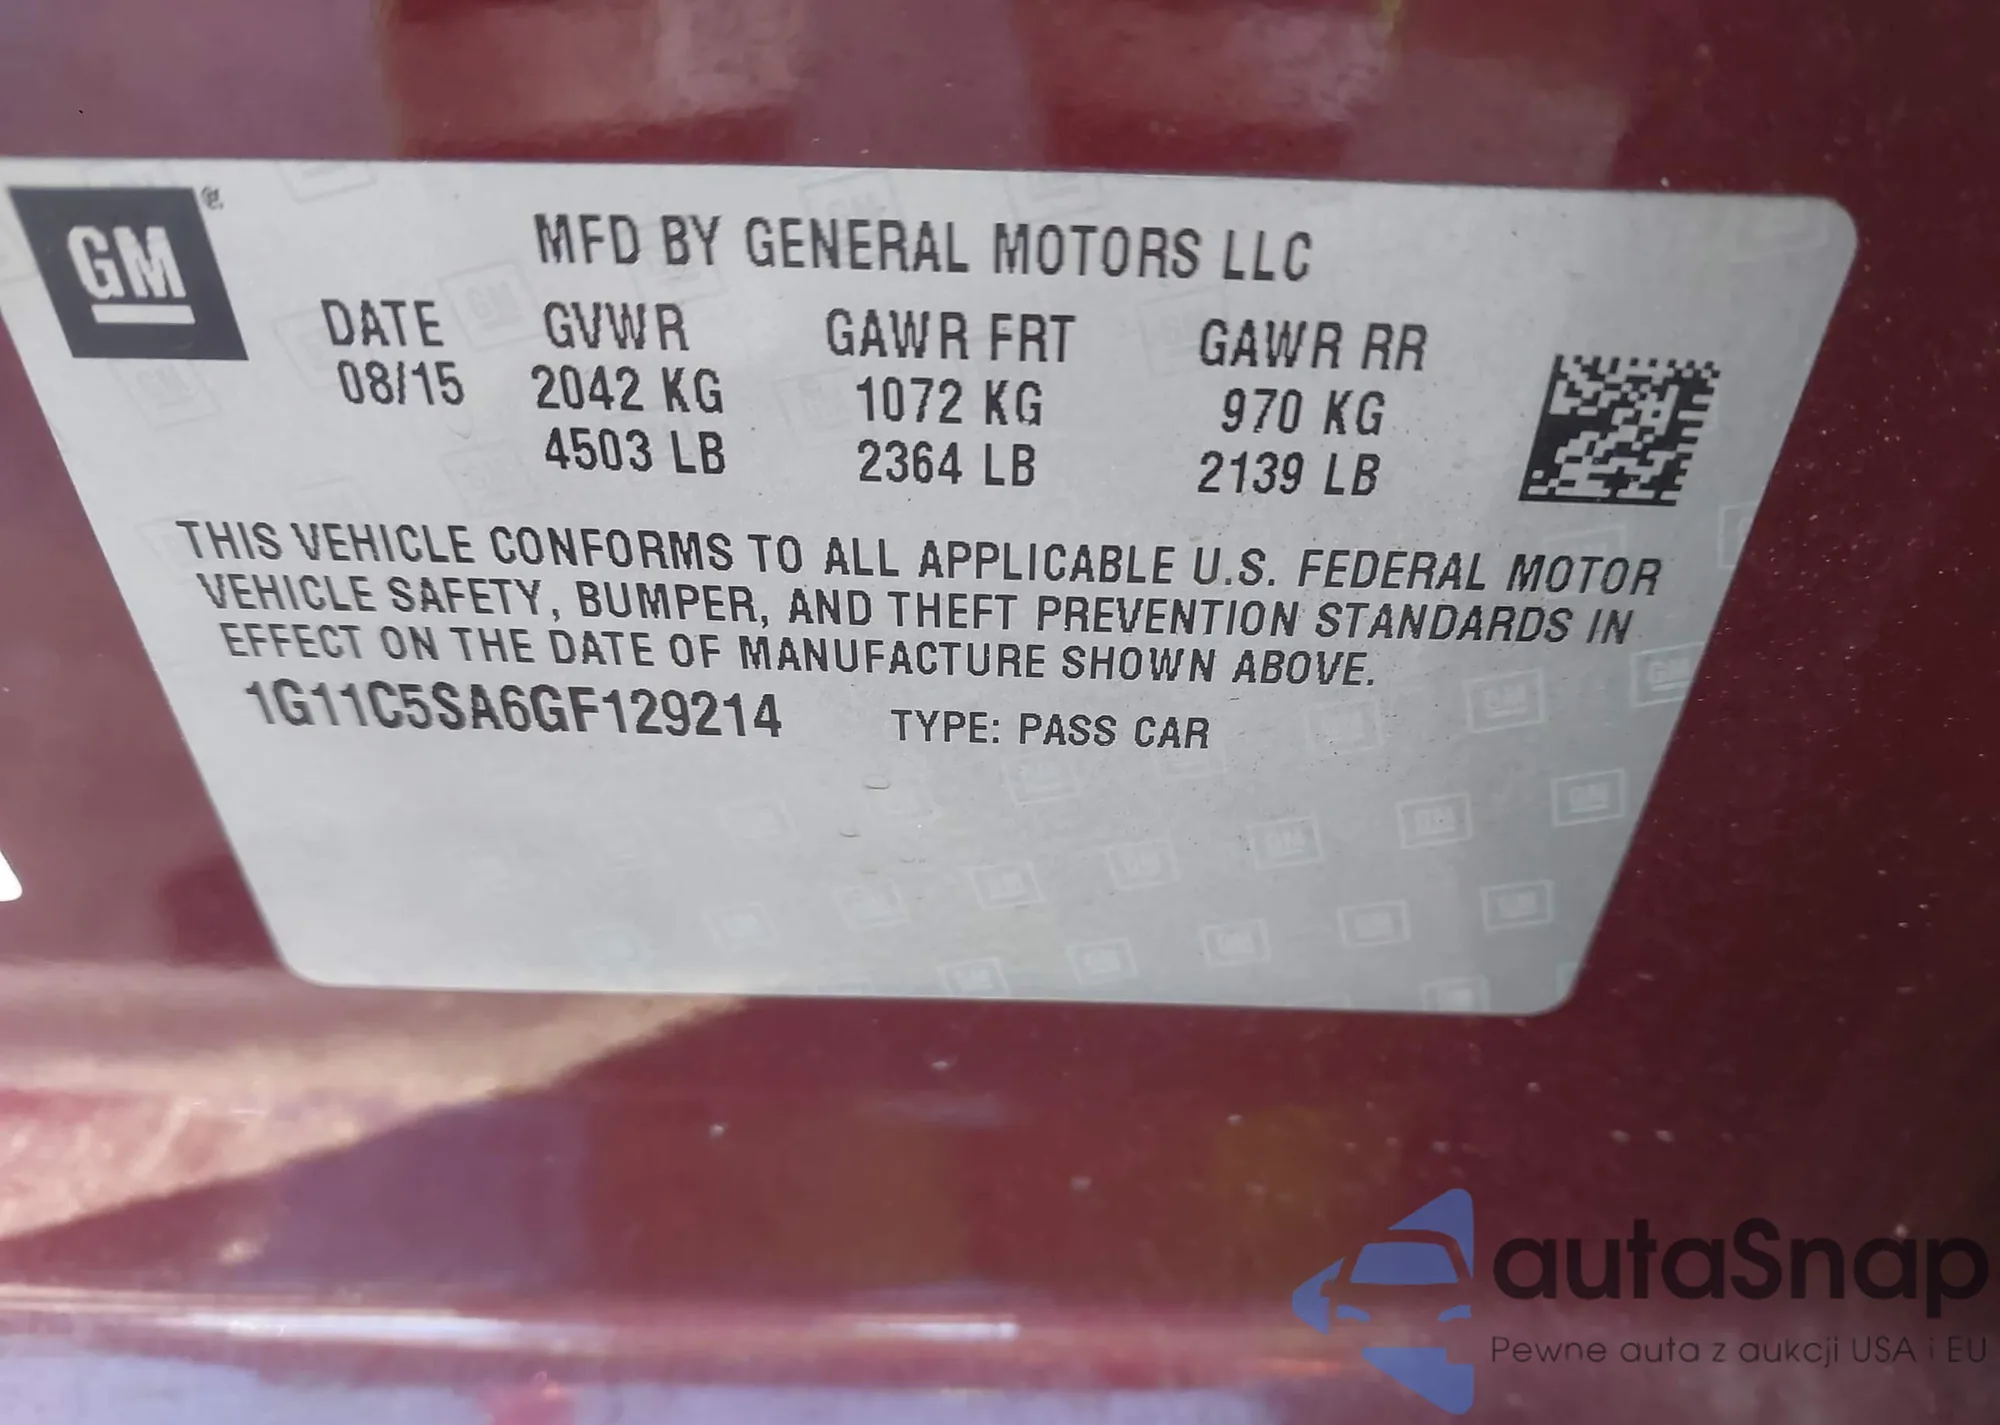 GM ®
MFD BY GENERAL MOTORS LLC
DATE GVWR GAWR FRT GAWR RR
08/15 2042 KG 1072 KG 970 KG
4503 LB 2364 LB 2139 LB
THIS VEHICLE CONFORMS TO ALL APPLICABLE U.S. FEDERAL MOTOR
VEHICLE SAFETY, BUMPER, AND THEFT PREVENTION STANDARDS IN
EFFECT ON THE DATE OF MANUFACTURE SHOWN ABOVE.
1G11C5SA6GF129214 TYPE: PASS CAR
autaSnap
Pewne auta z aukcji USA i EU